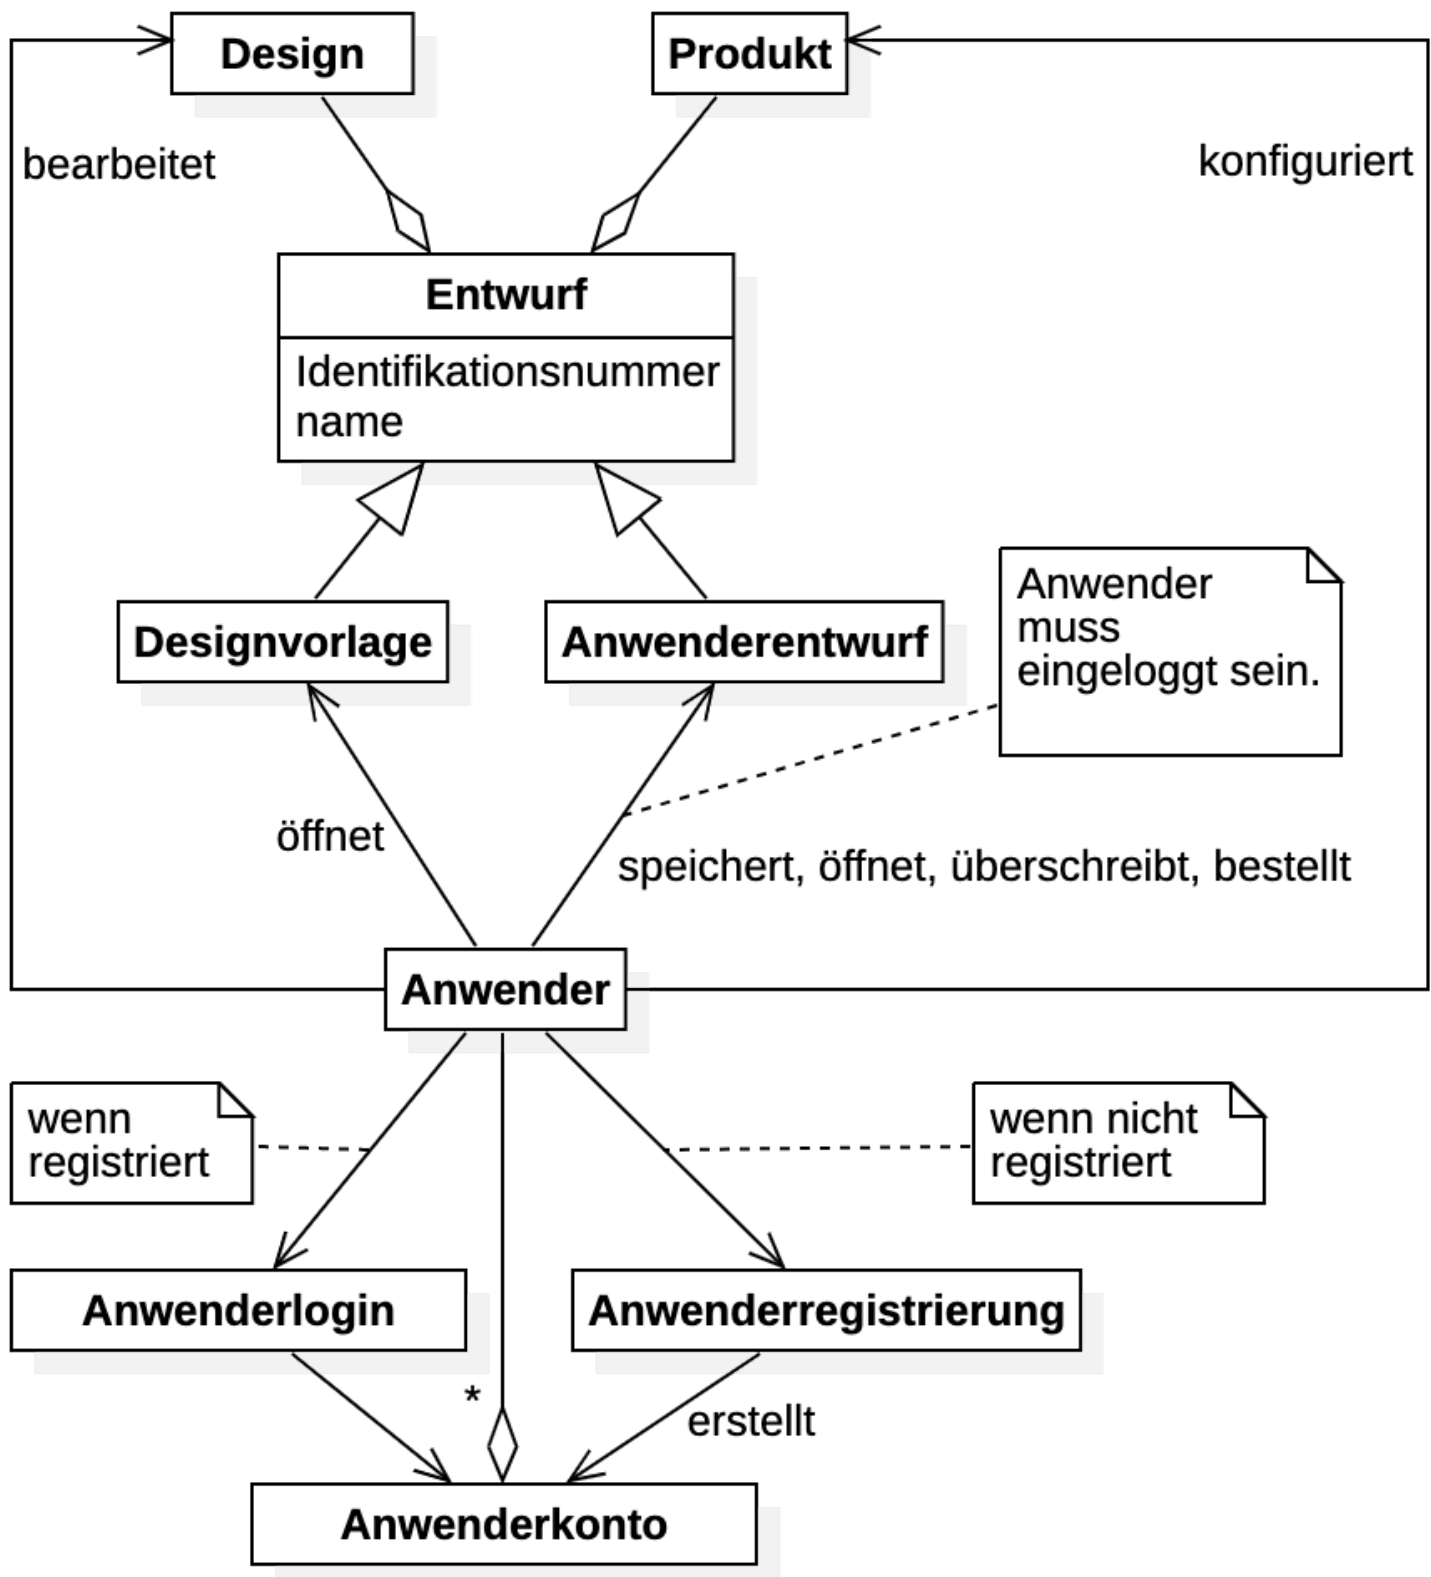 Design
Produkt
bearbeitet
konfiguriert
Entwurf
Identifikationsnummer
name
Designvorlage
Anwenderentwurf
Anwender
muss
eingeloggt sein.
öffnet
speichert, öffnet, überschreibt, bestellt
Anwender
wenn
registriert
wenn nicht
registriert
Anwenderlogin
Anwenderregistrierung
*
erstellt
Anwenderkonto